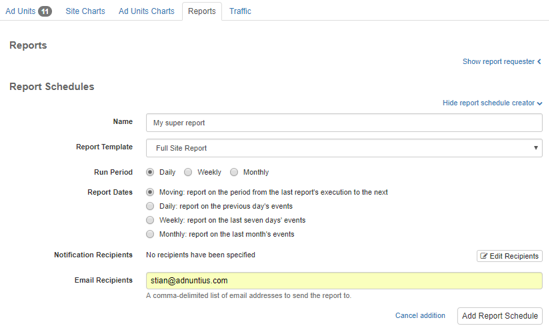 Ad Units 11 Site Charts Ad Units Charts Reports Traffic
Reports
Show report requester
Report Schedules
Hide report schedule creator
Name My super report
Report Template Full Site Report
Run Period Daily Weekly Monthly
Report Dates Moving: report on the period from the last report's execution to the next
Daily: report on the previous day's events
Weekly: report on the last seven days' events
Monthly: report on the last month's events
Notification Recipients No recipients have been specified Edit Recipients
Email Recipients stian@adnuntius.com
A comma-delimited list of email addresses to send the report to.
Cancel addition Add Report Schedule